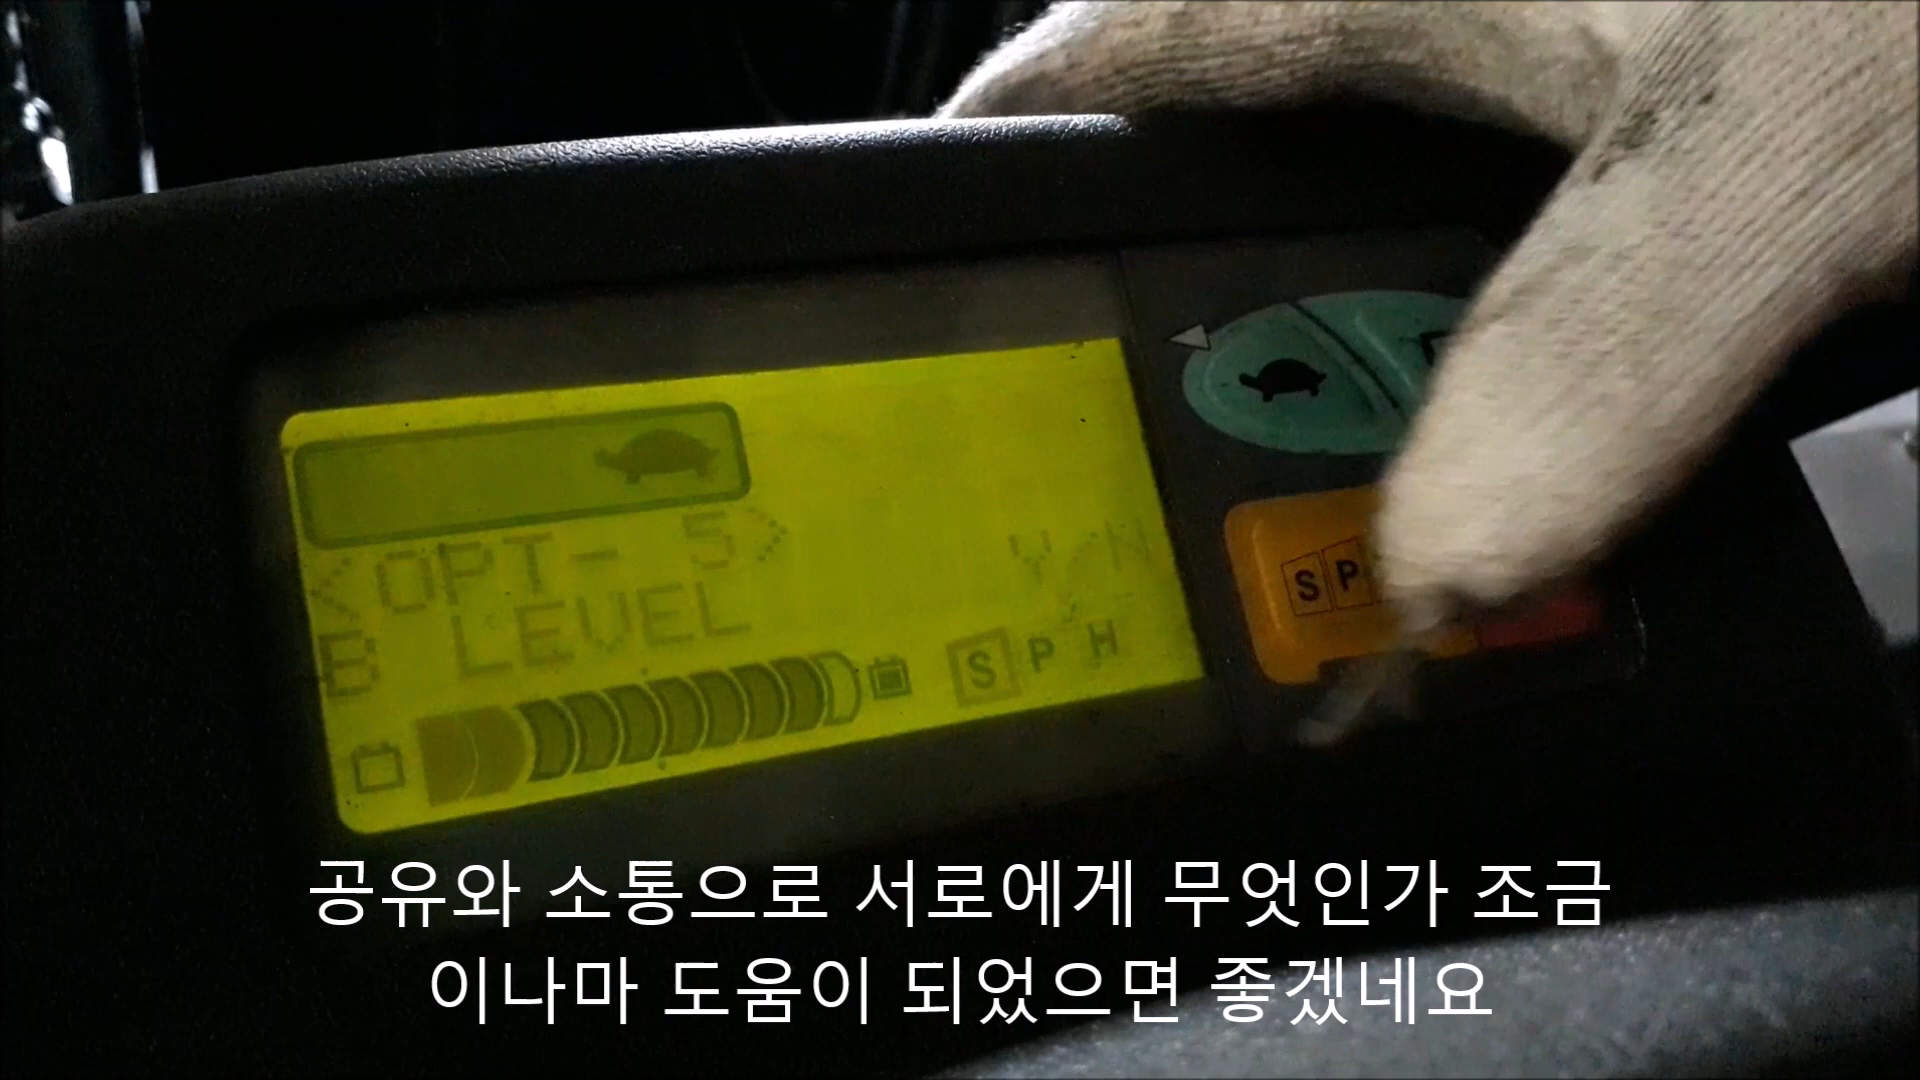 <OPT- 5>
Y/N
B LEVEL
S P H
S P
공유와 소통으로 서로에게 무엇인가 조금
이나마 도움이 되었으면 좋겠네요